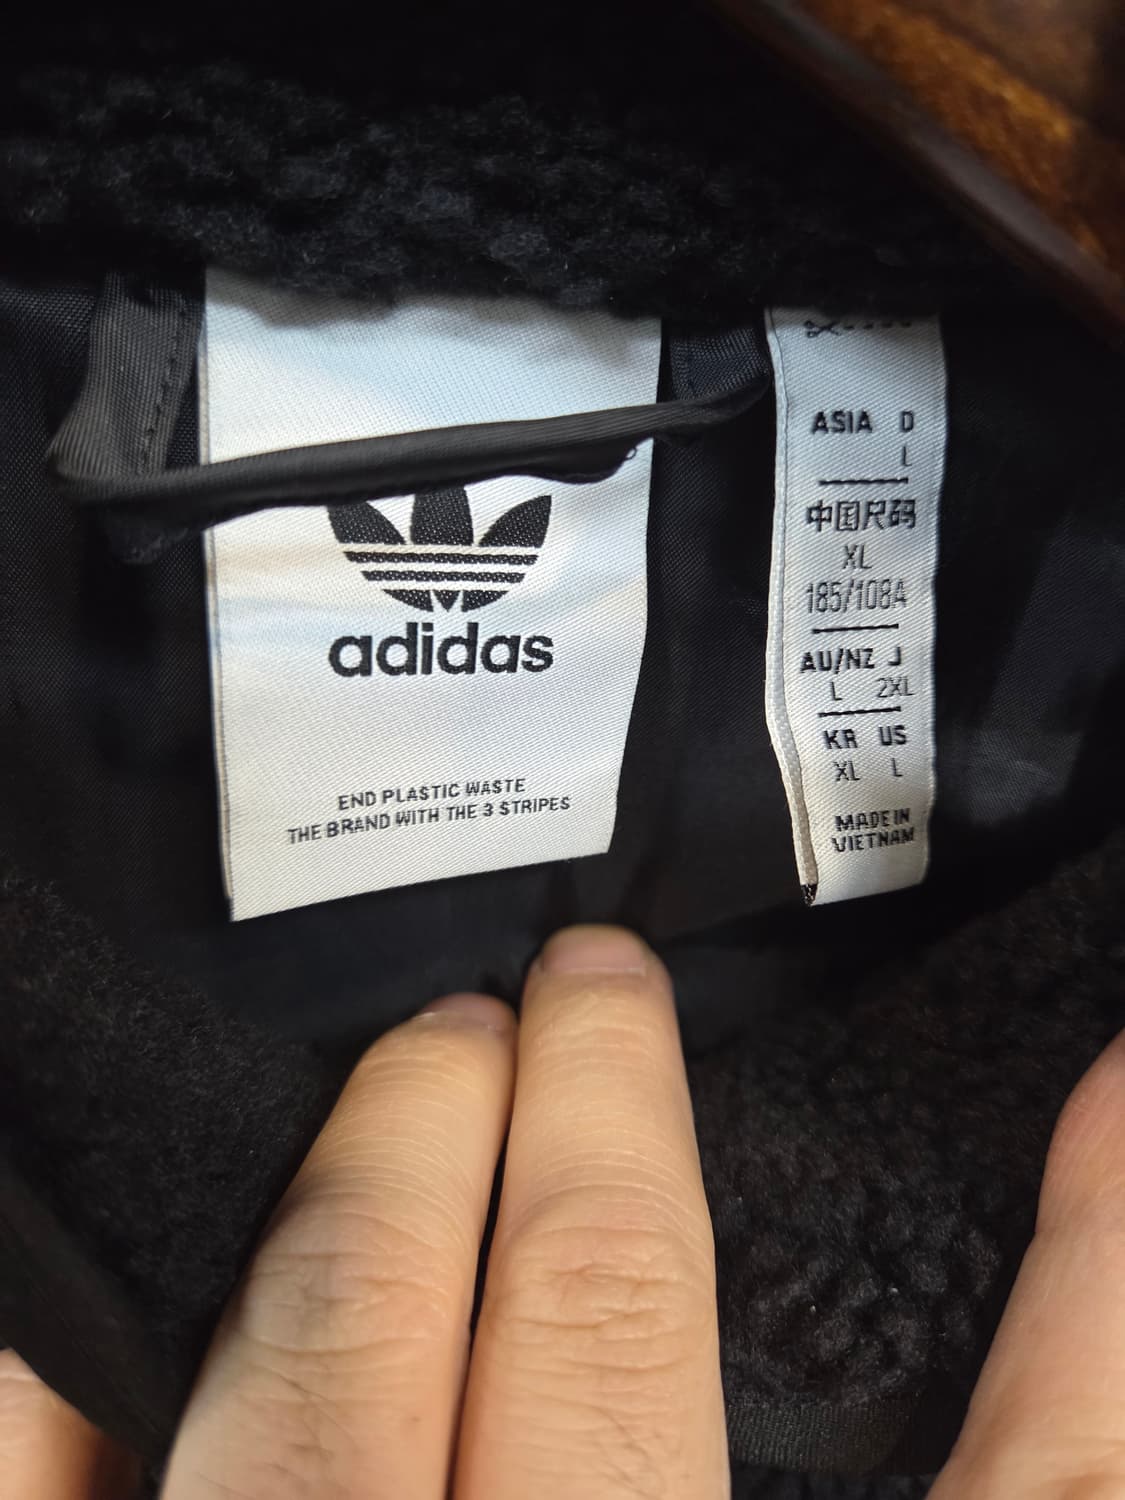 adidas
END PLASTIC WASTE
THE BRAND WITH THE 3 STRIPES
ASIA D
L
中国尺码
XL
185/108A
AU/NZ J
L 2XL
KR US
XL L
MADE IN
VIETNAM